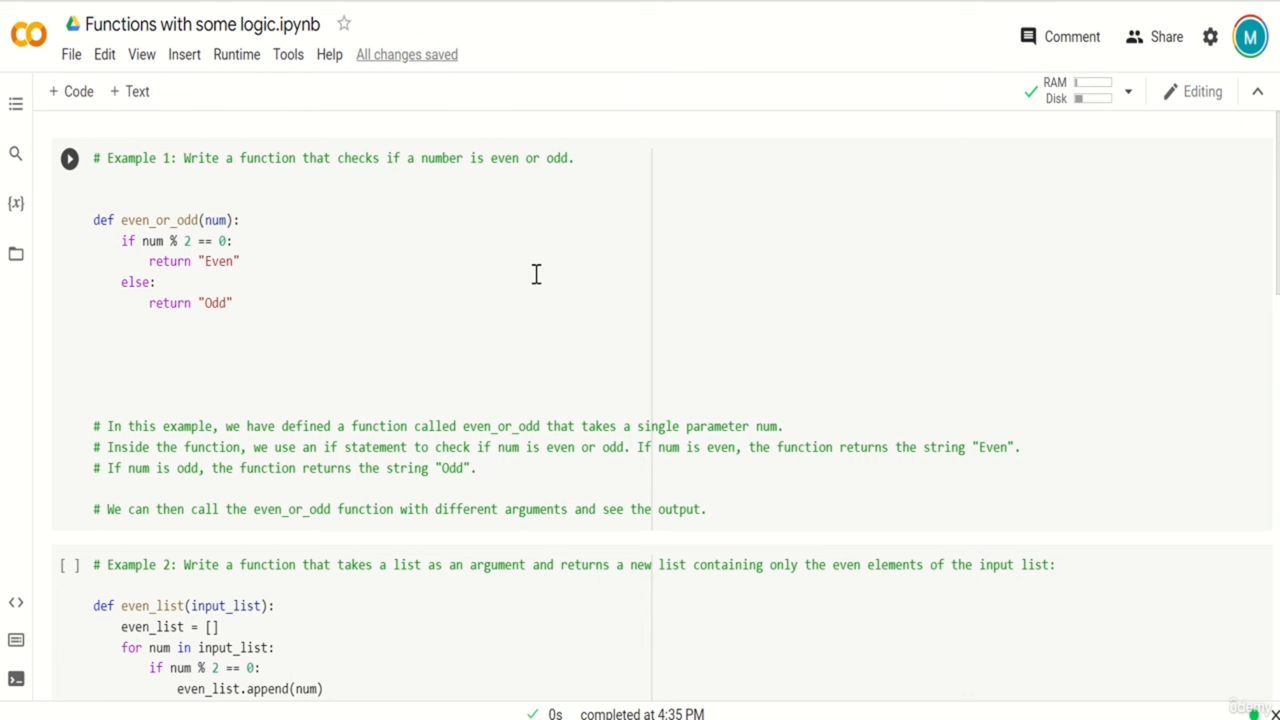 Functions with some logic.ipynb
File Edit View Insert Runtime Tools Help All changes saved
Comment Share M
+ Code + Text
RAM
Disk
Editing
# Example 1: Write a function that checks if a number is even or odd.
def even_or_odd(num):
if num % 2 == 0:
return "Even"
else:
return "Odd"
# In this example, we have defined a function called even_or_odd that takes a single parameter num.
# Inside the function, we use an if statement to check if num is even or odd. If num is even, the function returns the string "Even".
# If num is odd, the function returns the string "Odd".
# We can then call the even_or_odd function with different arguments and see the output.
[ ] # Example 2: Write a function that takes a list as an argument and returns a new list containing only the even elements of the input list:
def even_list(input_list):
even_list = []
for num in input_list:
if num % 2 == 0:
even_list.append(num)
0s completed at 4:35 PM
udemy